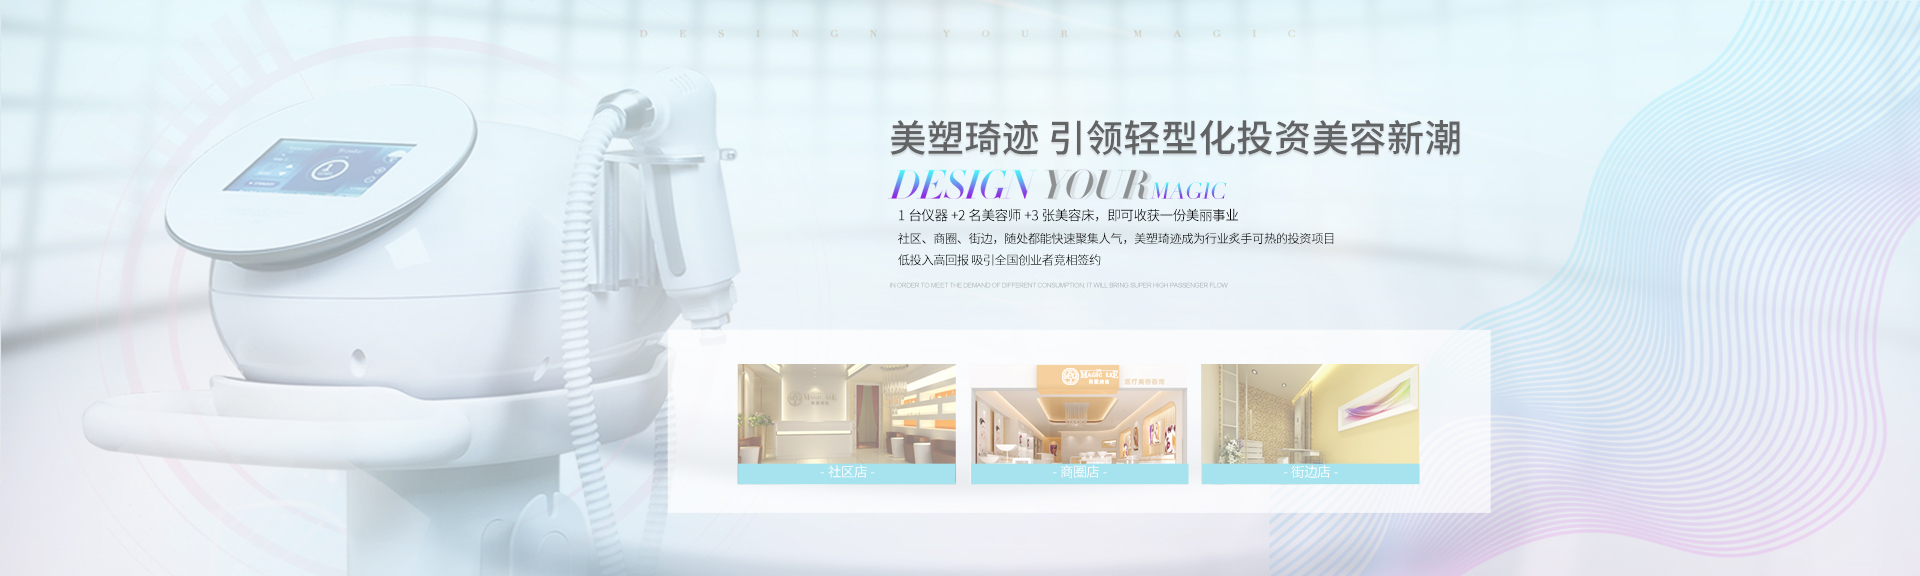 DESINGN YOUR MAGIC
美塑琦迹 引领轻型化投资美容新潮
DESIGN YOUR MAGIC
1 台仪器 +2 名美容师 +3 张美容床，即可收获一份美丽事业
社区、商圈、街边，随处都能快速聚集人气，美塑琦迹成为行业炙手可热的投资项目
低投入高回报 吸引全国创业者竞相签约
IN ORDER TO MEET THE DEMAND OF DIFFERENT CONSUMPTION. IT WILL BRING SUPER HIGH PASSENGER FLOW
- 社区店 -
- 商圈店 -
- 街边店 -